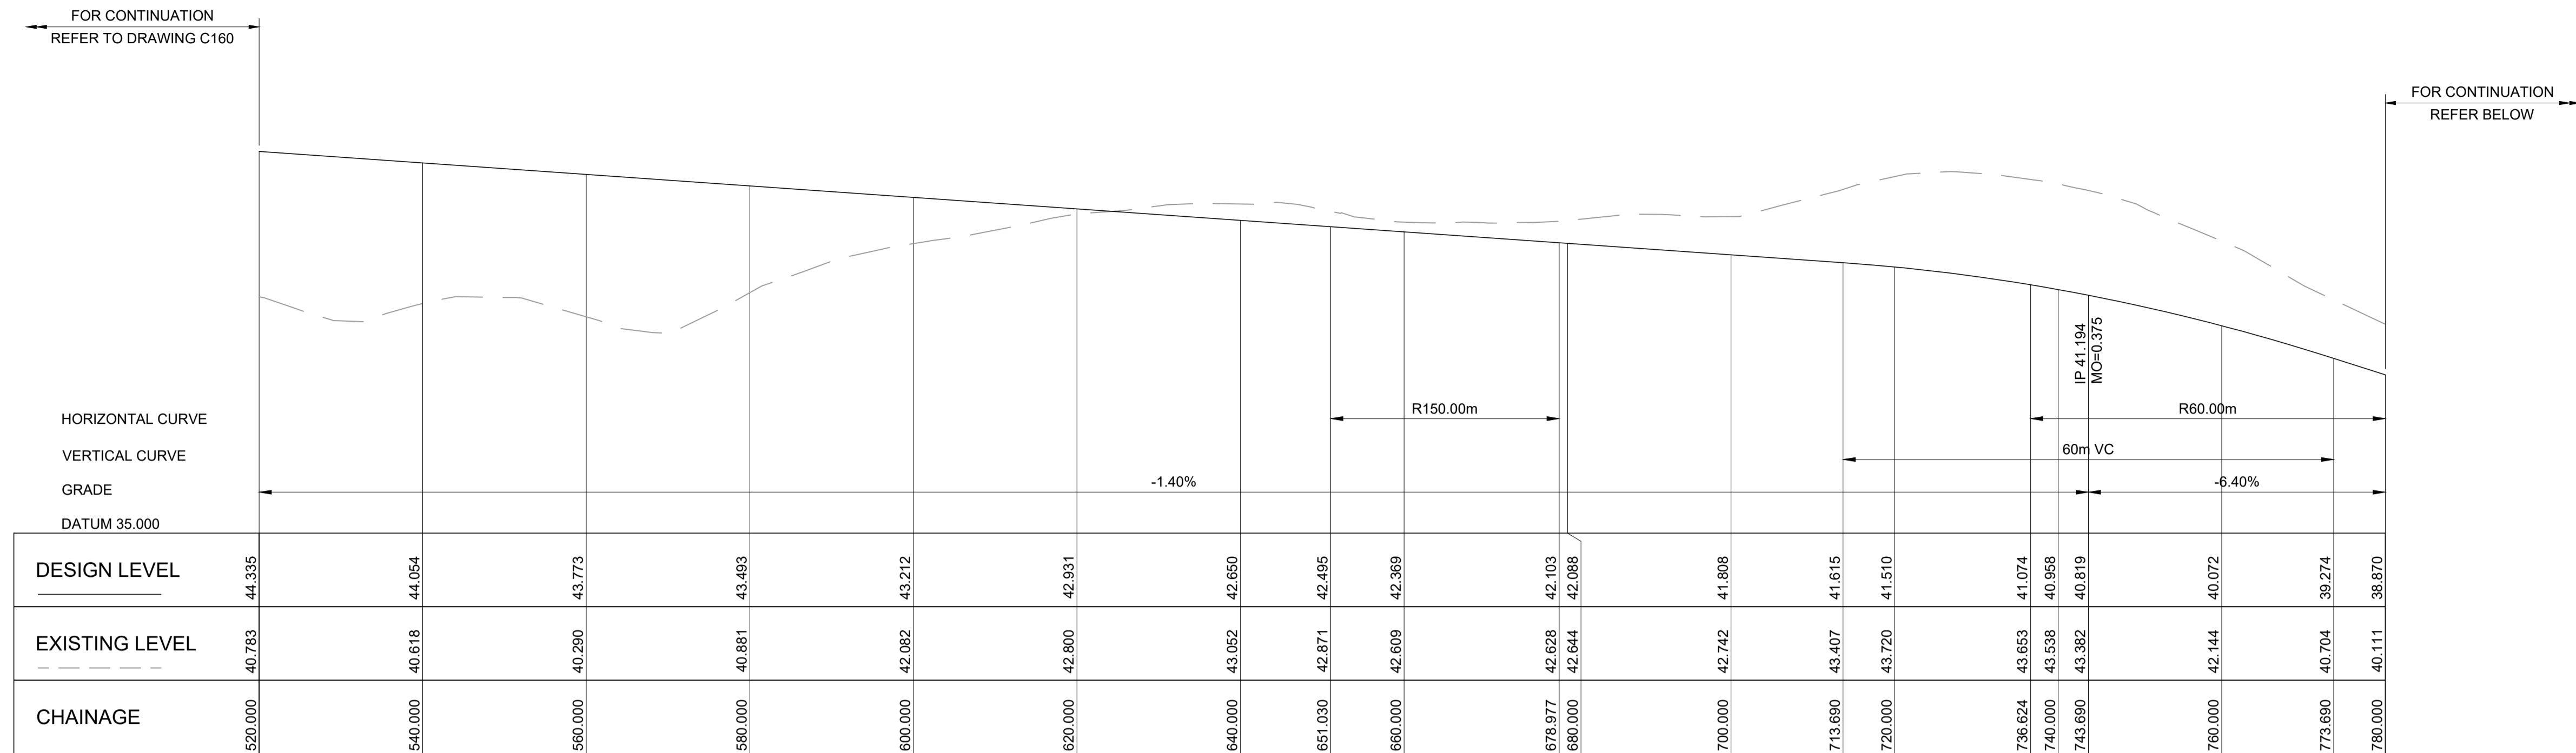 FOR CONTINUATION
REFER TO DRAWING C160
FOR CONTINUATION
REFER BELOW
IP 41.194
MO=0.375
HORIZONTAL CURVE R150.00m R60.00m
VERTICAL CURVE 60m VC
GRADE -1.40% -6.40%
DATUM 35.000
DESIGN LEVEL 44.335 44.054 43.773 43.493 43.212 42.931 42.650 42.495 42.369 42.103 42.088 41.808 41.615 41.510 41.074 40.958 40.819 40.072 39.274 38.870
EXISTING LEVEL 40.783 40.618 40.290 40.881 42.082 42.800 43.052 42.871 42.609 42.628 42.644 42.742 43.407 43.720 43.653 43.538 43.382 42.144 40.704 40.111
CHAINAGE 520.000 540.000 560.000 580.000 600.000 620.000 640.000 651.030 660.000 678.977 680.000 700.000 713.690 720.000 736.624 740.000 743.690 760.000 773.690 780.000